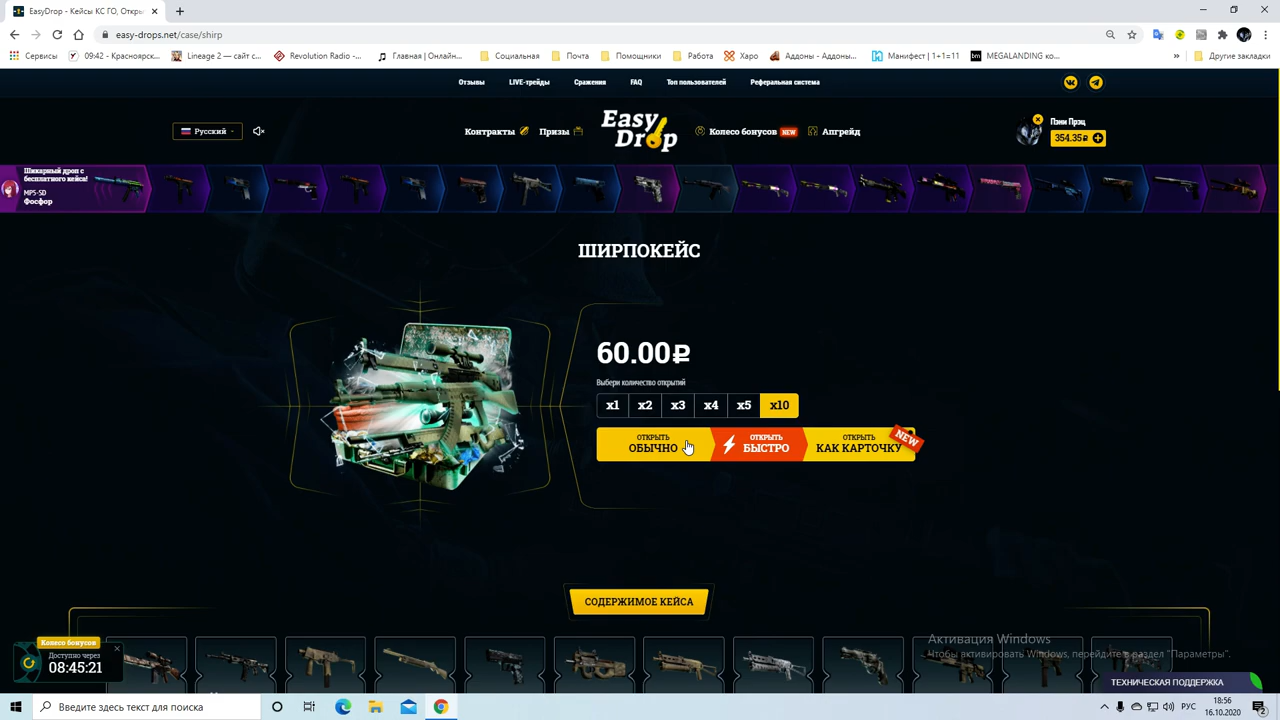 EasyDrop - Кейсы КС ГО, Откры
easy-drops.net/case/shirp
Сервисы
09:42 - Красноярск...
Lineage 2 — сайт с...
Revolution Radio -...
Главная | Онлайн...
Социальная
Почта
Помощники
Работа
Харо
Аддоны - Аддоны...
Манифест | 1+1=11
MEGALANDING ко...
»
Другие закладки
Отзывы
LIVE-трейды
Сражения
FAQ
Топ пользователей
Реферальная система
Русский
Контракты
Призы
Easy
Drop
Колесо бонусов
NEW
Апгрейд
Пэни Прэц
354.35₽
Шикарный дроп с
бесплатного кейса!
MP5-SD
Фосфор
ШИРПОКЕЙС
60.00₽
Выбери количество открытий
x1
x2
x3
x4
x5
x10
ОТКРЫТЬ
ОБЫЧНО
ОТКРЫТЬ
БЫСТРО
ОТКРЫТЬ
КАК КАРТОЧКУ
NEW
СОДЕРЖИМОЕ КЕЙСА
Колесо бонусов
Доступно через
08:45:21
Активация Windows
Чтобы активировать Windows, перейдите в раздел "Параметры".
ТЕХНИЧЕСКАЯ ПОДДЕРЖКА
Введите здесь текст для поиска
РУС
18:56
16.10.2020
2